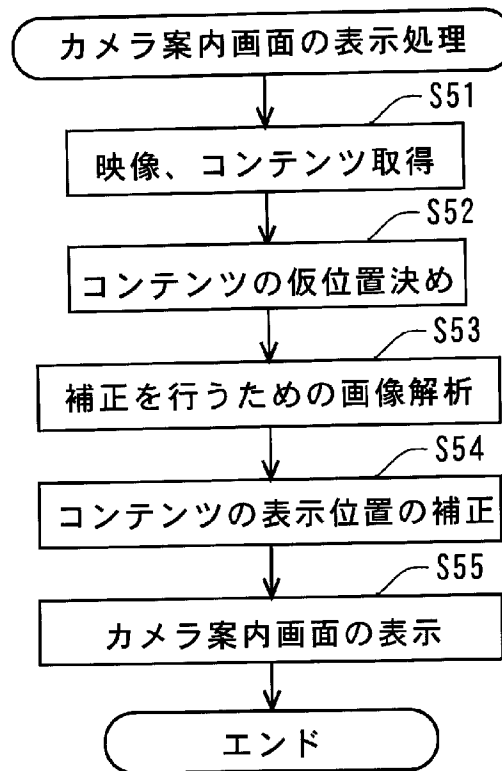 カメラ案内画面の表示処理
S51
映像、コンテンツ取得
S52
コンテンツの仮位置決め
S53
補正を行うための画像解析
S54
コンテンツの表示位置の補正
S55
カメラ案内画面の表示
エンド